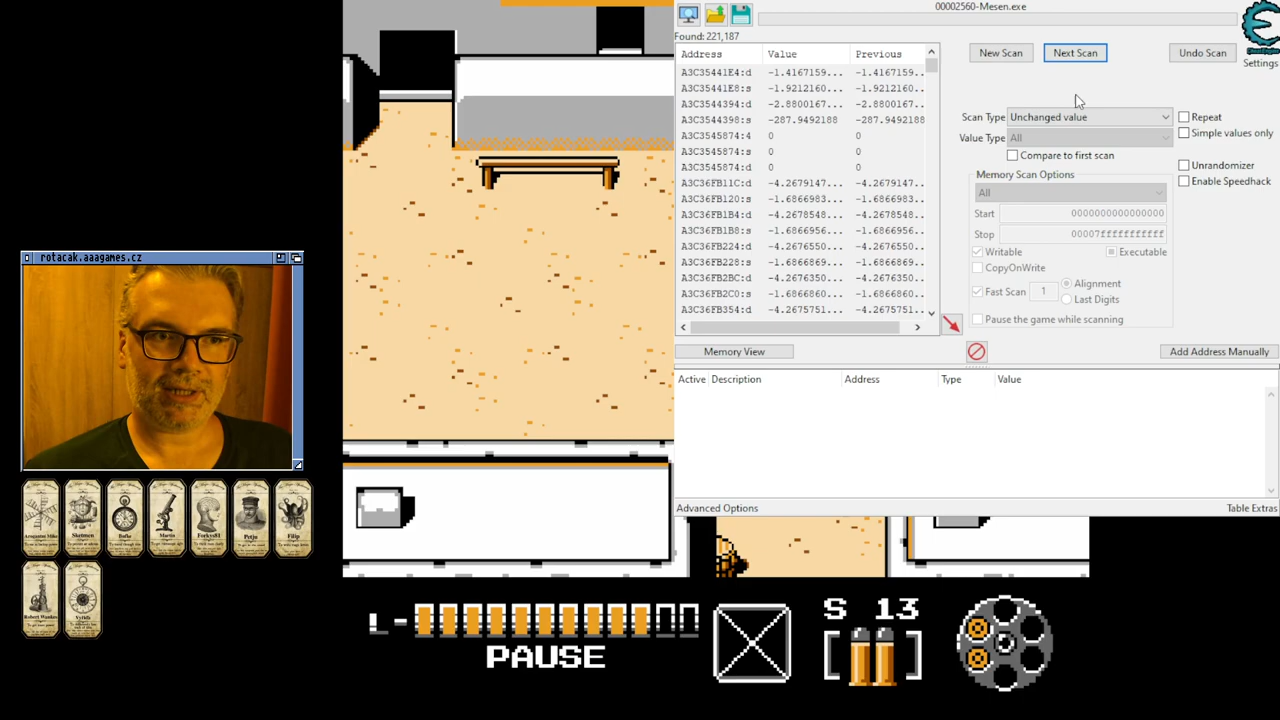 00002560-Mesen.exe
Found: 221,187
Address Value Previous
A3C35441E4:d -1.4167159... -1.4167159...
A3C35441E8:s -1.9212160... -1.9212160...
A3C3544394:d -2.8800167... -2.8800167...
A3C3544398:s -287.9492188 -287.9492188
A3C3545874:4 0 0
A3C3545874:s 0 0
A3C3545874:d 0 0
A3C36FB11C:d -4.2679147... -4.2679147...
A3C36FB120:s -1.6866983... -1.6866983...
A3C36FB1B4:d -4.2678548... -4.2678548...
A3C36FB1B8:s -1.6866956... -1.6866956...
A3C36FB224:d -4.2676550... -4.2676550...
A3C36FB228:s -1.6866869... -1.6866869...
A3C36FB2BC:d -4.2676350... -4.2676350...
A3C36FB2C0:s -1.6866860... -1.6866860...
A3C36FB354:d -4.2675751... -4.2675751...
New Scan Next Scan Undo Scan
Settings
Scan Type Unchanged value
Value Type All
Compare to first scan
Repeat
Simple values only
Unrandomizer
Enable Speedhack
Memory Scan Options
All
Start 0000000000000000
Stop 00007fffffffffff
Writable Executable
CopyOnWrite
Fast Scan 1 Alignment
Last Digits
Pause the game while scanning
Memory View Add Address Manually
Active Description Address Type Value
Advanced Options Table Extras
rotacak.aaagames.cz
Sketmen
Bufio
Martin
Forkys81
Petju
Filip
L-
PAUSE
S 13